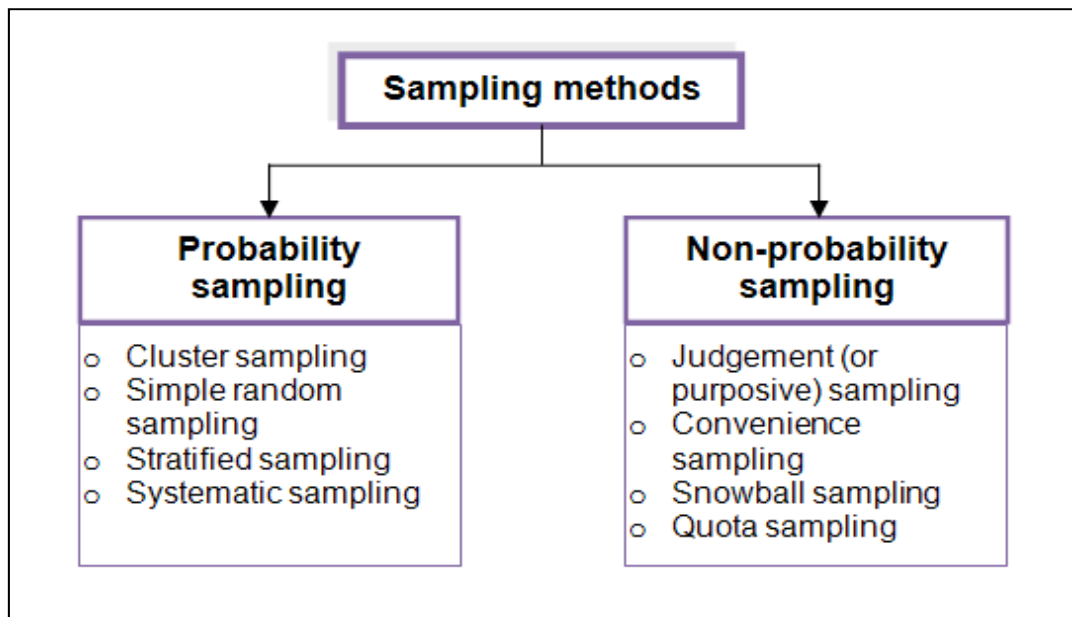 Sampling methods
Probability
sampling
o Cluster sampling
o Simple random
sampling
o Stratified sampling
o Systematic sampling
Non-probability
sampling
o Judgement (or
purposive) sampling
o Convenience
sampling
o Snowball sampling
o Quota sampling